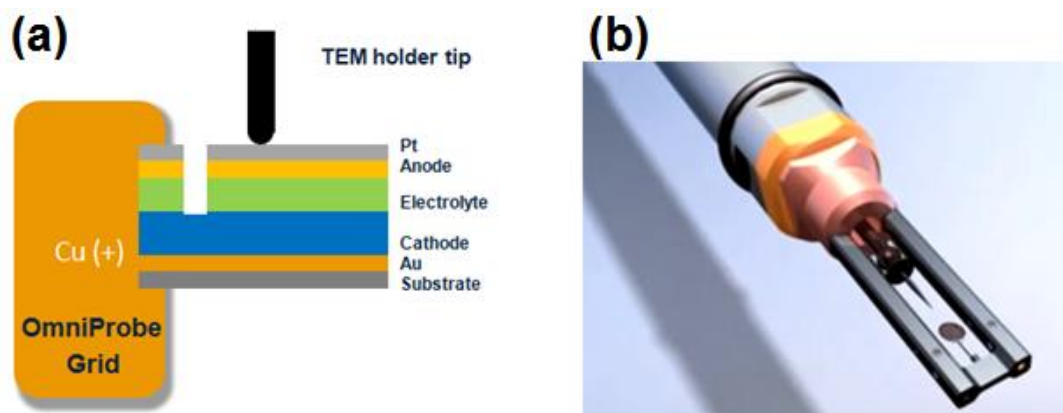 (a)
TEM holder tip
Pt
Anode
Electrolyte
Cathode
Au
Substrate
Cu (+)
OmniProbe
Grid
(b)